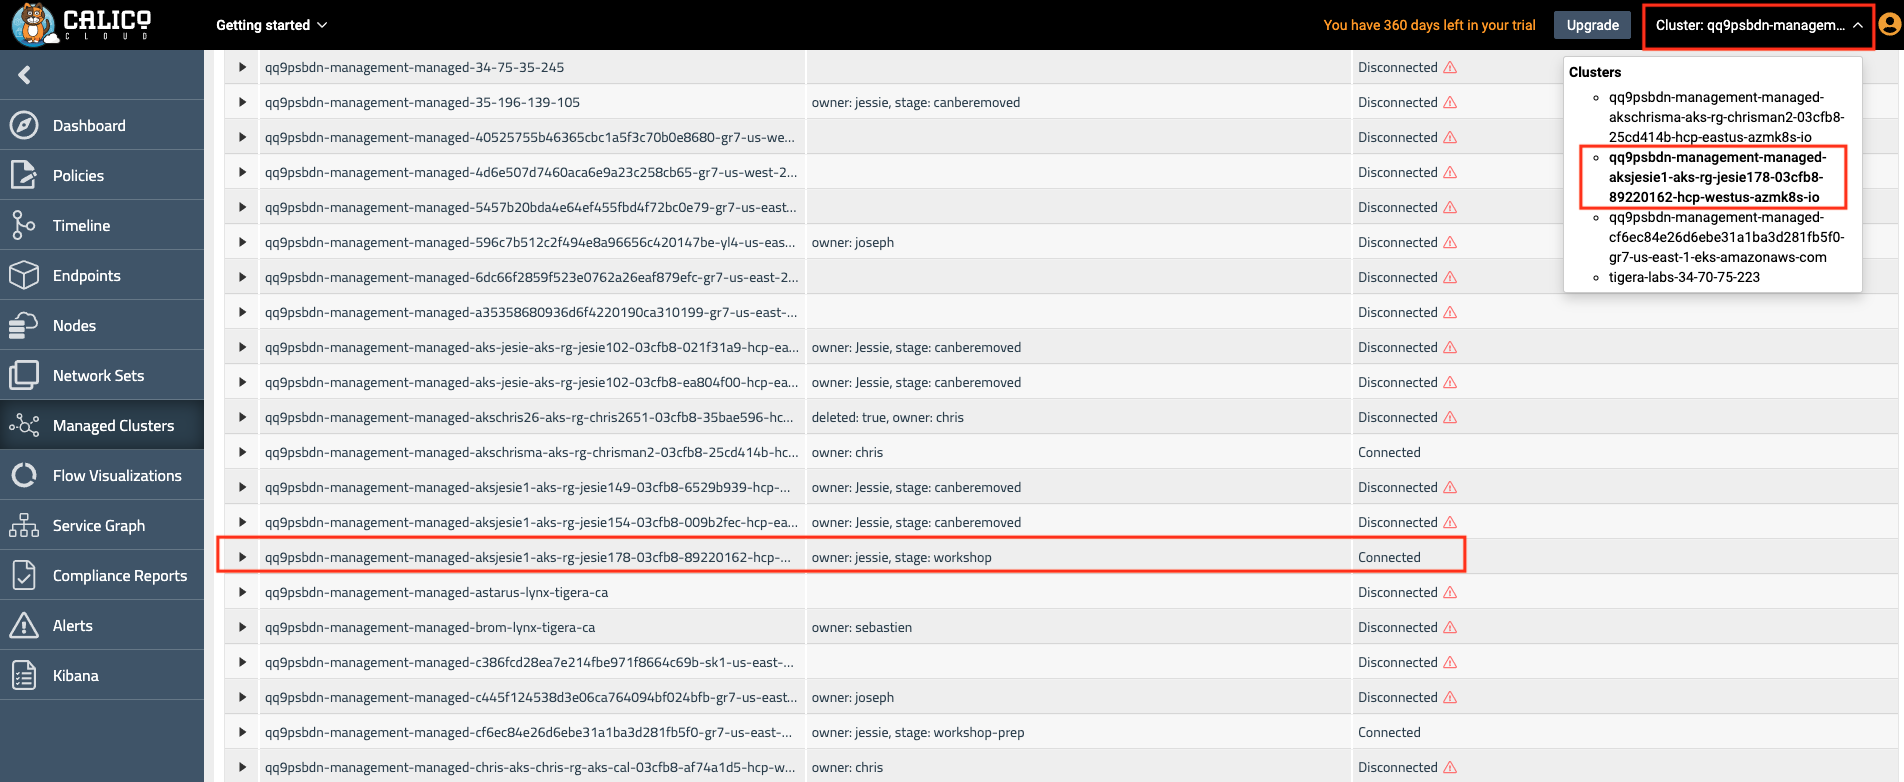 CALICO
CLOUD
Getting started
You have 360 days left in your trial
Upgrade
Cluster: qq9psbdn-managem...
Clusters
qq9psbdn-management-managed-
akschrisma-aks-rg-chrisman2-03cfb8-
25cd414b-hcp-eastus-azmk8s-io
qq9psbdn-management-managed-
aksjesie1-aks-rg-jesie178-03cfb8-
89220162-hcp-westus-azmk8s-io
qq9psbdn-management-managed-
cf6ec84e26d6ebe31a1ba3d281fb5f0-
gr7-us-east-1-eks-amazonaws-com
tigera-labs-34-70-75-223
Dashboard
Policies
Timeline
Endpoints
Nodes
Network Sets
Managed Clusters
Flow Visualizations
Service Graph
Compliance Reports
Alerts
Kibana
qq9psbdn-management-managed-34-75-35-245 Disconnected
qq9psbdn-management-managed-35-196-139-105 owner: jessie, stage: canberemoved Disconnected
qq9psbdn-management-managed-40525755b46365cbc1a5f3c70b0e8680-gr7-us-we... Disconnected
qq9psbdn-management-managed-4d6e507d7460aca6e9a23c258cb65-gr7-us-west-2... Disconnected
qq9psbdn-management-managed-5457b20bda4e64ef455fbd4f72bc0e79-gr7-us-east... Disconnected
qq9psbdn-management-managed-596c7b512c2f494e8a96656c420147be-yl4-us-eas... owner: joseph Disconnected
qq9psbdn-management-managed-6dc66f2859f523e0762a26eaf879efc-gr7-us-east-2... Disconnected
qq9psbdn-management-managed-a35358680936d6f4220190ca310199-gr7-us-east-... Disconnected
qq9psbdn-management-managed-aks-jesie-aks-rg-jesie102-03cfb8-021f31a9-hcp-ea... owner: Jessie, stage: canberemoved Disconnected
qq9psbdn-management-managed-aks-jesie-aks-rg-jesie102-03cfb8-ea804f00-hcp-ea... owner: Jessie, stage: canberemoved Disconnected
qq9psbdn-management-managed-akschris26-aks-rg-chris2651-03cfb8-35bae596-hc... deleted: true, owner: chris Disconnected
qq9psbdn-management-managed-akschrisma-aks-rg-chrisman2-03cfb8-25cd414b-hc... owner: chris Connected
qq9psbdn-management-managed-aksjesie1-aks-rg-jesie149-03cfb8-6529b939-hcp-... owner: Jessie, stage: canberemoved Disconnected
qq9psbdn-management-managed-aksjesie1-aks-rg-jesie154-03cfb8-009b2fec-hcp-ea... owner: Jessie, stage: canberemoved Disconnected
qq9psbdn-management-managed-aksjesie1-aks-rg-jesie178-03cfb8-89220162-hcp-... owner: jessie, stage: workshop Connected
qq9psbdn-management-managed-astarus-lynx-tigera-ca Disconnected
qq9psbdn-management-managed-brom-lynx-tigera-ca owner: sebastien Disconnected
qq9psbdn-management-managed-c386fcd28ea7e214fbe971f8664c69b-sk1-us-east-... Disconnected
qq9psbdn-management-managed-c445f124538d3e06ca764094bf024bfb-gr7-us-east... owner: joseph Disconnected
qq9psbdn-management-managed-cf6ec84e26d6ebe31a1ba3d281fb5f0-gr7-us-east-... owner: jessie, stage: workshop-prep Connected
qq9psbdn-management-managed-chris-aks-chris-rg-aks-cal-03cfb8-af74a1d5-hcp-w... owner: chris Disconnected